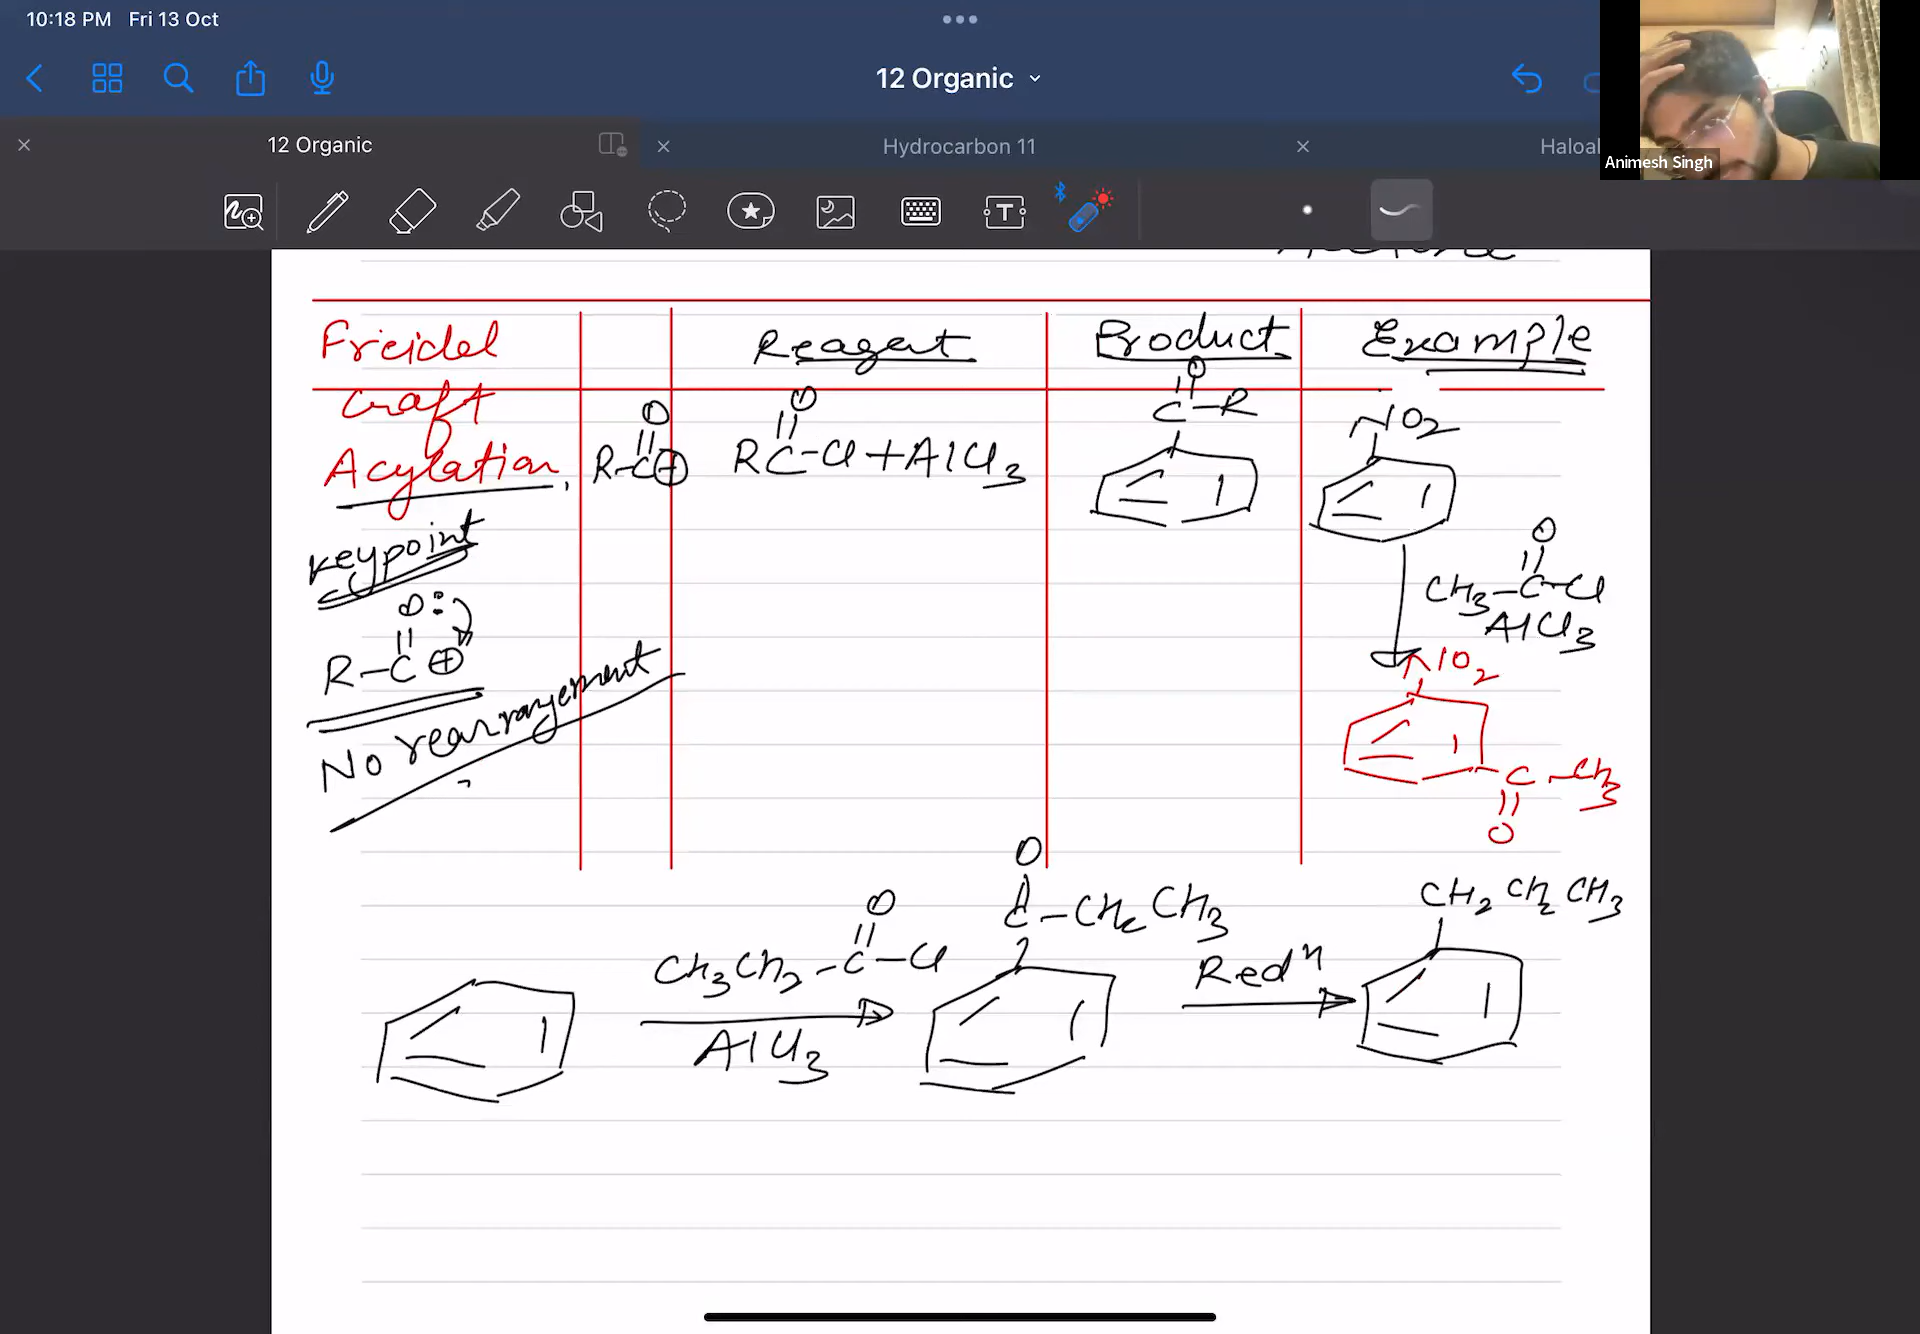 10:18 PM Fri 13 Oct
12 Organic
12 Organic
Hydrocarbon 11
Haloal
Animesh Singh
Freidel
Craft
Acylation,
Reagent
Product
Example
O
R-C⊕
O
RC-Cl+AlCl3
O
C-R
NO2
O
CH3-C-Cl
AlCl3
NO2
C-CH3
O
keypoint
O:
R-C⊕
No rearrangement
O
CH3CH2-C-Cl
AlCl3
O
C-CH2CH3
Redn
CH2CH2CH3